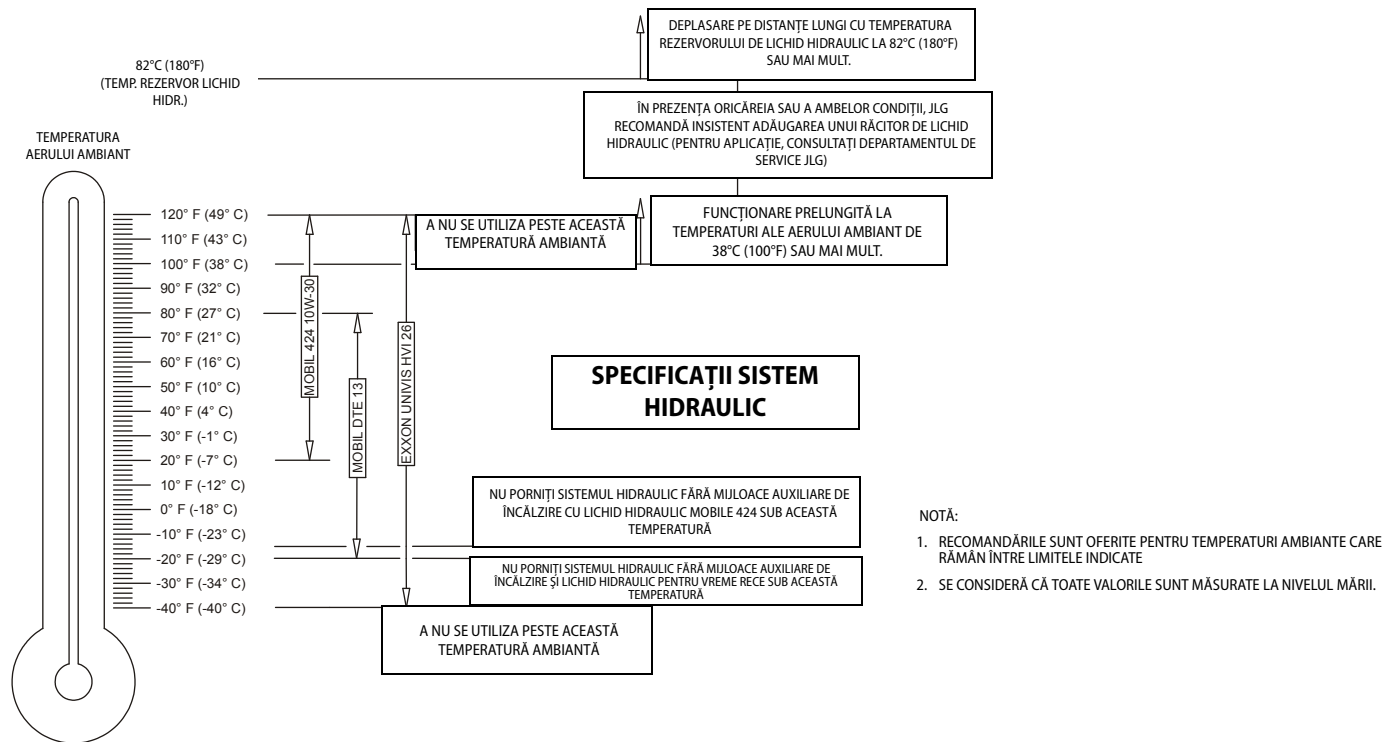 DEPLASARE PE DISTANȚE LUNGI CU TEMPERATURA
REZERVORULUI DE LICHID HIDRAULIC LA 82°C (180°F)
SAU MAI MULT.
82°C (180°F)
(TEMP. REZERVOR LICHID
HIDR.)
ÎN PREZENȚA ORICĂREIA SAU A AMBELOR CONDIȚII, JLG
RECOMANDĂ INSISTENT ADĂUGAREA UNUI RĂCITOR DE LICHID
HIDRAULIC (PENTRU APLICAȚIE, CONSULTAȚI DEPARTAMENTUL DE
SERVICE JLG)
TEMPERATURA
AERULUI AMBIANT
FUNCȚIONARE PRELUNGITĂ LA
TEMPERATURI ALE AERULUI AMBIANT DE
38°C (100°F) SAU MAI MULT.
A NU SE UTILIZA PESTE ACEASTĂ
TEMPERATURĂ AMBIANTĂ
120° F (49° C)
110° F (43° C)
100° F (38° C)
90° F (32° C)
80° F (27° C)
70° F (21° C)
60° F (16° C)
50° F (10° C)
40° F (4° C)
30° F (-1° C)
20° F (-7° C)
10° F (-12° C)
0° F (-18° C)
-10° F (-23° C)
-20° F (-29° C)
-30° F (-34° C)
-40° F (-40° C)
MOBIL 424 10W-30
MOBIL DTE 13
EXXON UNIVIS HVI 26
SPECIFICAȚII SISTEM
HIDRAULIC
NU PORNIȚI SISTEMUL HIDRAULIC FĂRĂ MIJLOACE AUXILIARE DE
ÎNCĂLZIRE CU LICHID HIDRAULIC MOBILE 424 SUB ACEASTĂ
TEMPERATURĂ
NU PORNIȚI SISTEMUL HIDRAULIC FĂRĂ MIJLOACE AUXILIARE DE
ÎNCĂLZIRE ȘI LICHID HIDRAULIC PENTRU VREME RECE SUB ACEASTĂ
TEMPERATURĂ
A NU SE UTILIZA PESTE ACEASTĂ
TEMPERATURĂ AMBIANTĂ
NOTĂ:
1. RECOMANDĂRILE SUNT OFERITE PENTRU TEMPERATURI AMBIANTE CARE
RĂMÂN ÎNTRE LIMITELE INDICATE
2. SE CONSIDERĂ CĂ TOATE VALORILE SUNT MĂSURATE LA NIVELUL MĂRII.